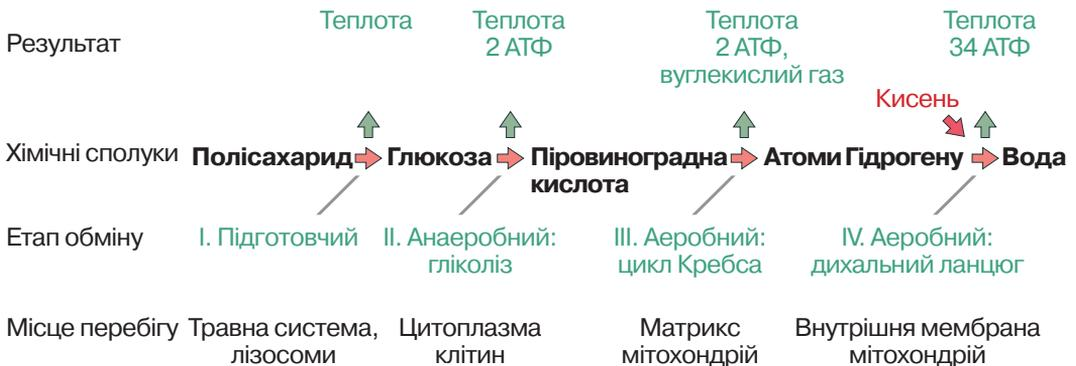 Теплота Теплота Теплота Теплота
Результат 2 АТФ 2 АТФ, 34 АТФ
вуглекислий газ
Кисень
Хімічні сполуки Полісахарид Глюкоза Піровиноградна Атоми Гідрогену Вода
кислота
Етап обміну І. Підготовчий ІІ. Анаеробний: ІІІ. Аеробний: IV. Аеробний:
гліколіз цикл Кребса дихальний ланцюг
Місце перебігу Травна система, Цитоплазма Матрикс Внутрішня мембрана
лізосоми клітин мітохондрій мітохондрій